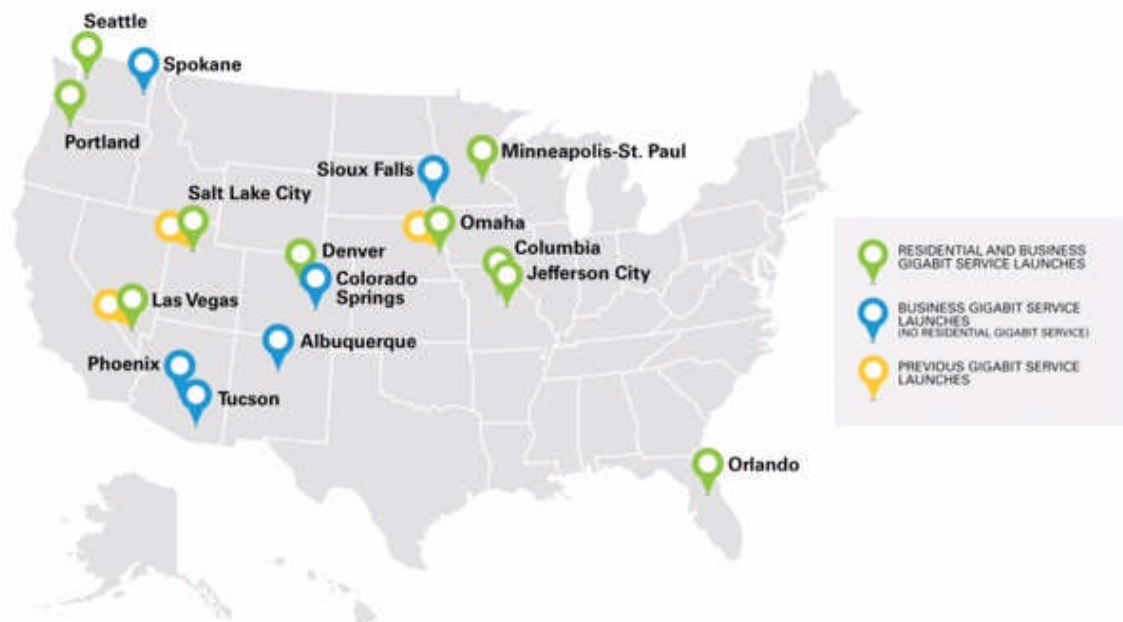 Seattle
Spokane
Portland
Minneapolis-St. Paul
Sioux Falls
Salt Lake City
Omaha
Denver
Columbia
Jefferson City
Colorado
Springs
Las Vegas
Albuquerque
Phoenix
Tucson
Orlando
RESIDENTIAL AND BUSINESS
GIGABIT SERVICE LAUNCHES
BUSINESS GIGABIT SERVICE
LAUNCHES
(NO RESIDENTIAL GIGABIT SERVICE)
PREVIOUS GIGABIT SERVICE
LAUNCHES